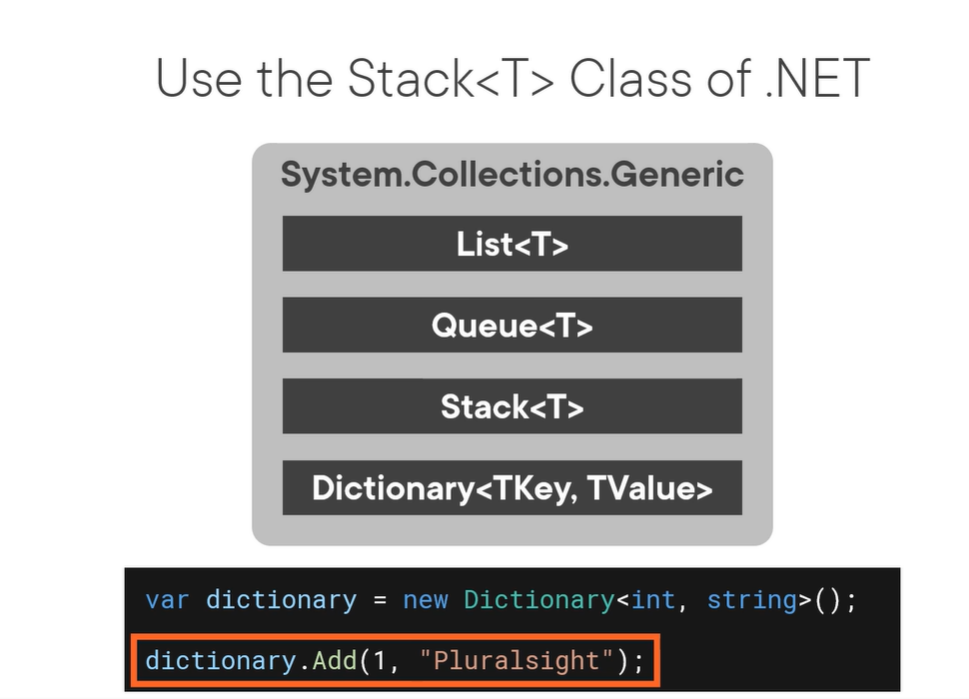 Use the Stack<T> Class of .NET
System.Collections.Generic
List<T>
Queue<T>
Stack<T>
Dictionary<TKey, TValue>
var dictionary = new Dictionary<int, string>();
dictionary.Add(1, "Pluralsight");